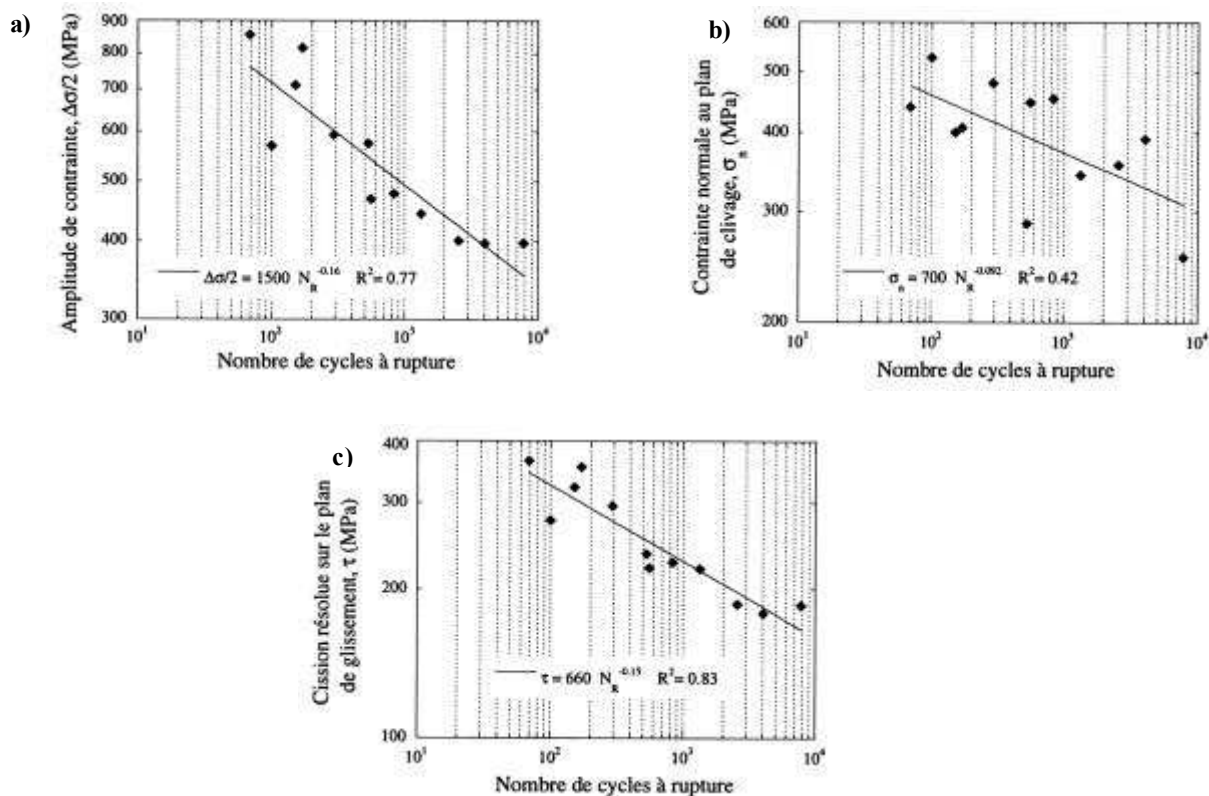 a)
Amplitude de contrainte, Δσ/2 (MPa)
900
800
700
600
500
400
300
Δσ/2 = 1500 N_R^-0.16 R²= 0.77
10¹
10²
10³
10⁴
Nombre de cycles à rupture
b)
Contrainte normale au plan
de clivage, σ_n (MPa)
600
500
400
300
200
σ_n = 700 N_R^-0.092 R²= 0.42
10¹
10²
10³
10⁴
Nombre de cycles à rupture
c)
Cission résolue sur le plan
de glissement, τ (MPa)
400
300
200
100
τ = 660 N_R^-0.15 R²= 0.83
10¹
10²
10³
10⁴
Nombre de cycles à rupture